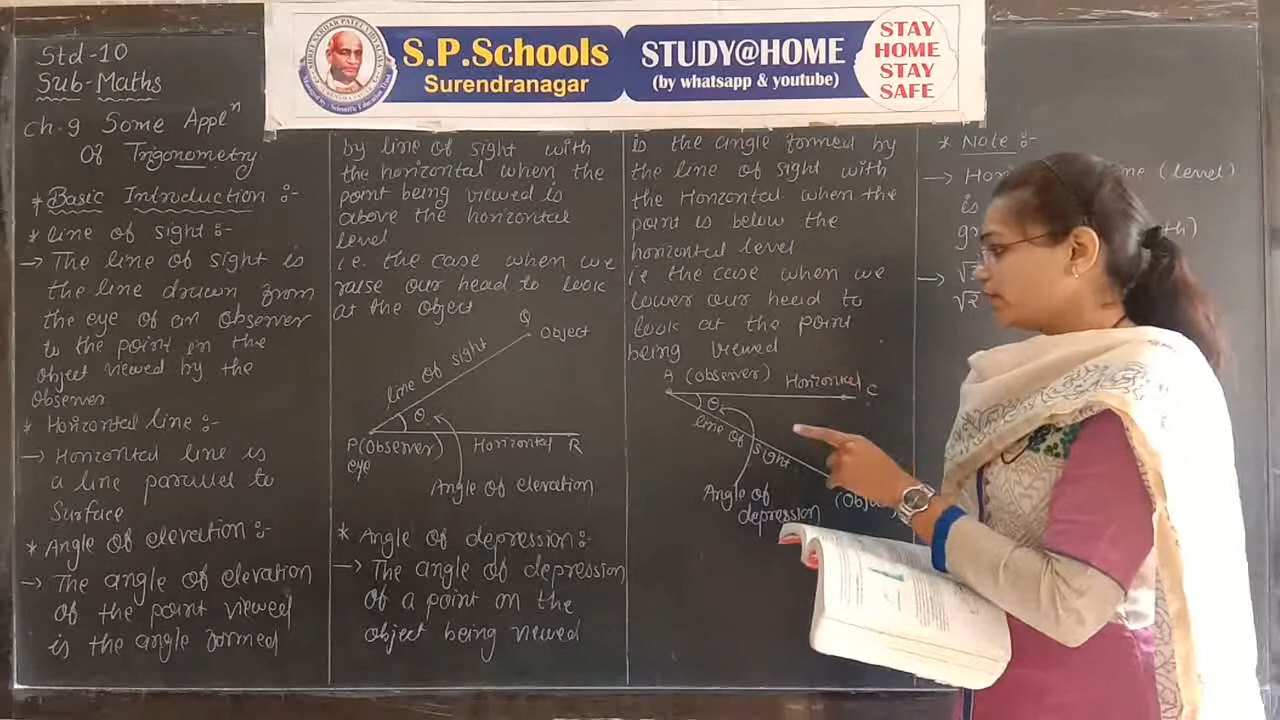 S.P.Schools
Surendranagar
STUDY@HOME
(by whatsapp & youtube)
STAY
HOME
STAY
SAFE
Std-10
Sub-Maths
Ch.9 Some Applⁿ
Of Trigonometry
* Basic Introduction :-
* line of sight :-
→ The line of sight is
the line drawn from
the eye of an observer
to the point in the
object viewed by the
Observer
* Horizontal line :-
→ Horizontal line is
a line parallel to
Surface
* Angle of elevation :-
→ The angle of elevation
of the point viewed
is the angle formed
by line of sight with
the horizontal when the
point being viewed is
above the horizontal
level
i.e. the case when we
raise our head to look
at the object
Q
Object
line of sight
θ
P(Observer)
eye
Horizontal R
Angle of elevation
* Angle of depression :-
→ The angle of depression
of a point on the
object being viewed
is the angle formed by
the line of sight with
the Horizontal when the
point is below the
horizontal level
i.e the case when we
lower our head to
look at the point
being viewed
A (observer) Horizontal C
θ
line of sight
Angle of
depression
* Note :-
→ (level)
is
√
√2